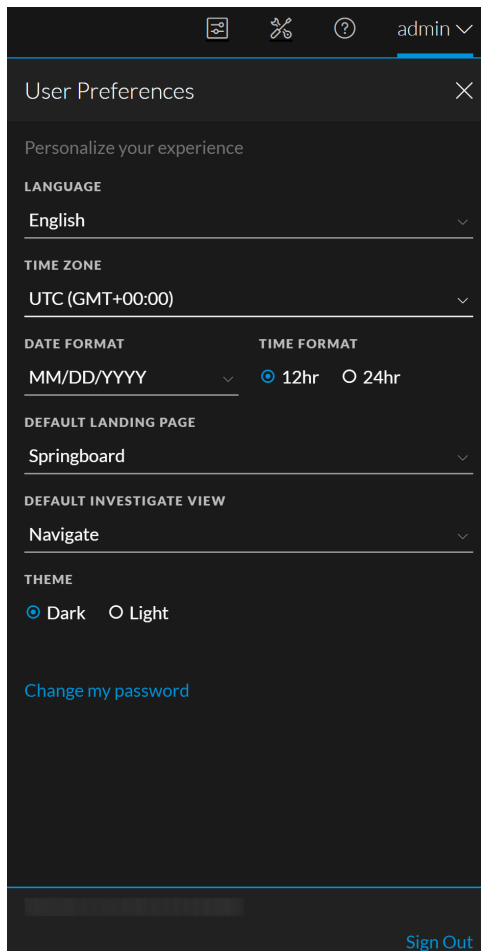 admin
User Preferences
Personalize your experience
LANGUAGE
English
TIME ZONE
UTC (GMT+00:00)
DATE FORMAT TIME FORMAT
MM/DD/YYYY 12hr 24hr
DEFAULT LANDING PAGE
Springboard
DEFAULT INVESTIGATE VIEW
Navigate
THEME
Dark Light
Change my password
Sign Out